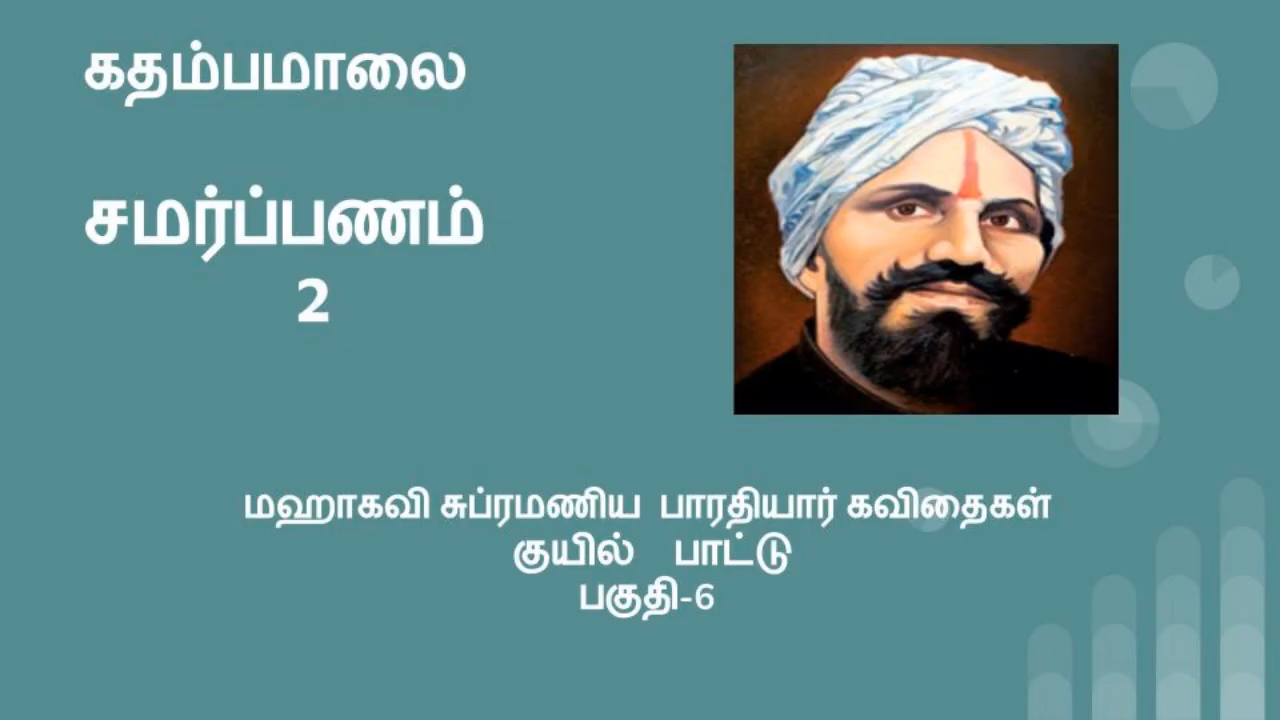 கதம்பமாலை
சமர்ப்பணம்
2
மஹாகவி சுப்ரமணிய பாரதியார் கவிதைகள்
குயில் பாட்டு
பகுதி-6